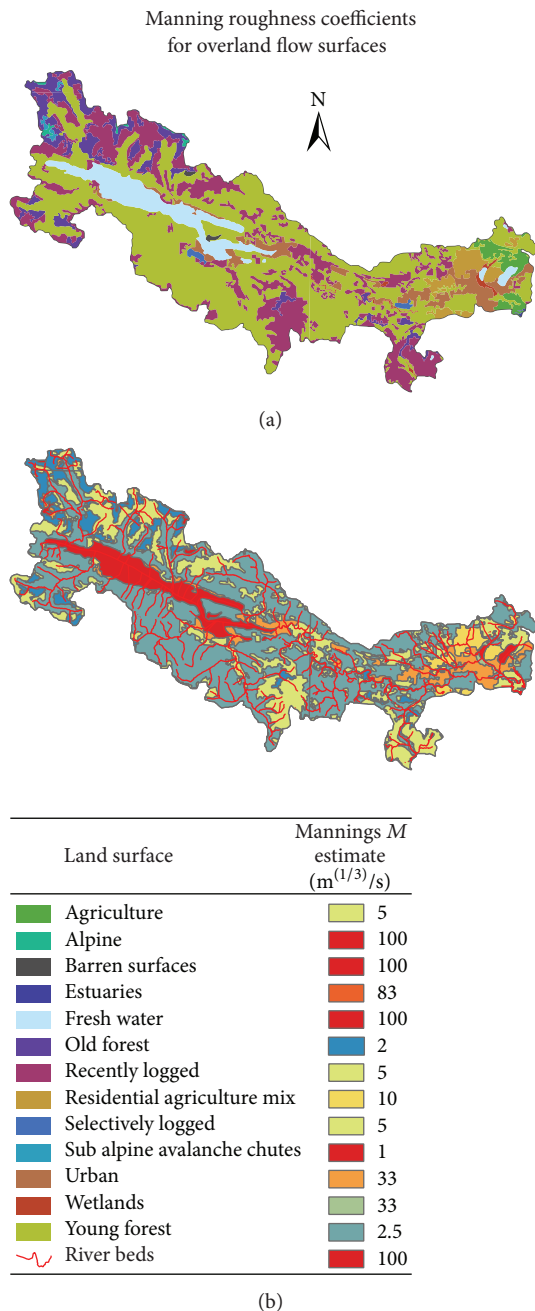 Manning roughness coefficients
for overland flow surfaces
N
(a)
Land surface
Mannings M
estimate
(m^(1/3)/s)
Agriculture 5
Alpine 100
Barren surfaces 100
Estuaries 83
Fresh water 100
Old forest 2
Recently logged 5
Residential agriculture mix 10
Selectively logged 5
Sub alpine avalanche chutes 1
Urban 33
Wetlands 33
Young forest 2.5
River beds 100
(b)